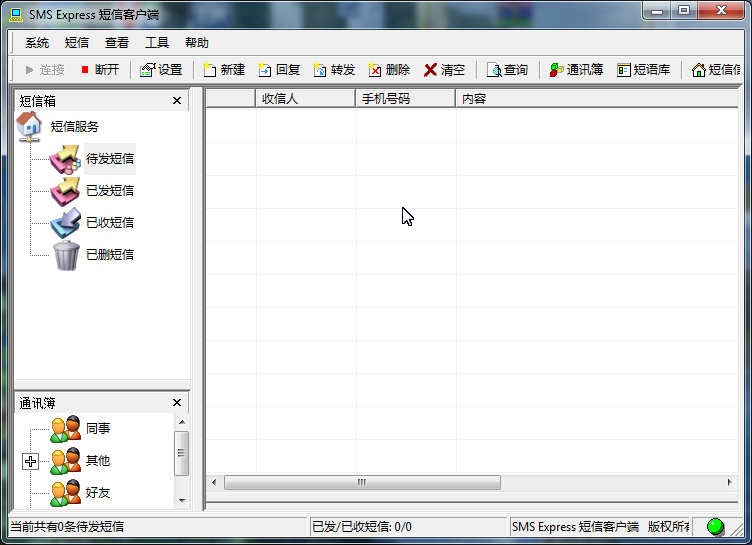 SMS Express 短信客户端
系统 短信 查看 工具 帮助
连接 断开 设置 新建 回复 转发 删除 清空 查询 通讯簿 短语库 短信
短信箱
收信人 手机号码 内容
短信服务
待发短信
已发短信
已收短信
已删短信
通讯簿
同事
其他
好友
当前共有0条待发短信 已发/已收短信: 0/0 SMS Express 短信客户端 版权所